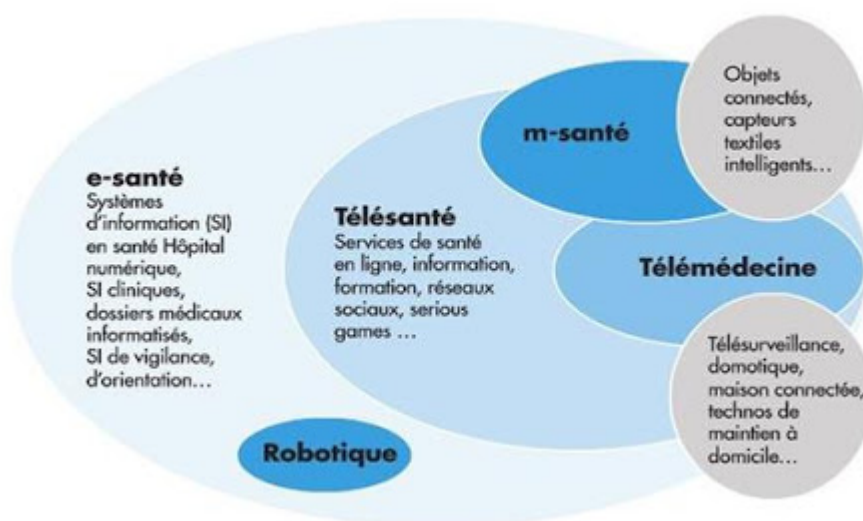 e-santé
Systèmes
d'information (SI)
en santé Hôpital
numérique,
SI cliniques,
dossiers médicaux
informatisés,
SI de vigilance,
d'orientation...
Télésanté
Services de santé
en ligne, information,
formation, réseaux
sociaux, serious
games ...
m-santé
Objets
connectés,
capteurs
textiles
intelligents...
Télémédecine
Télésurveillance,
domotique,
maison connectée,
technos de
maintien à
domicile...
Robotique